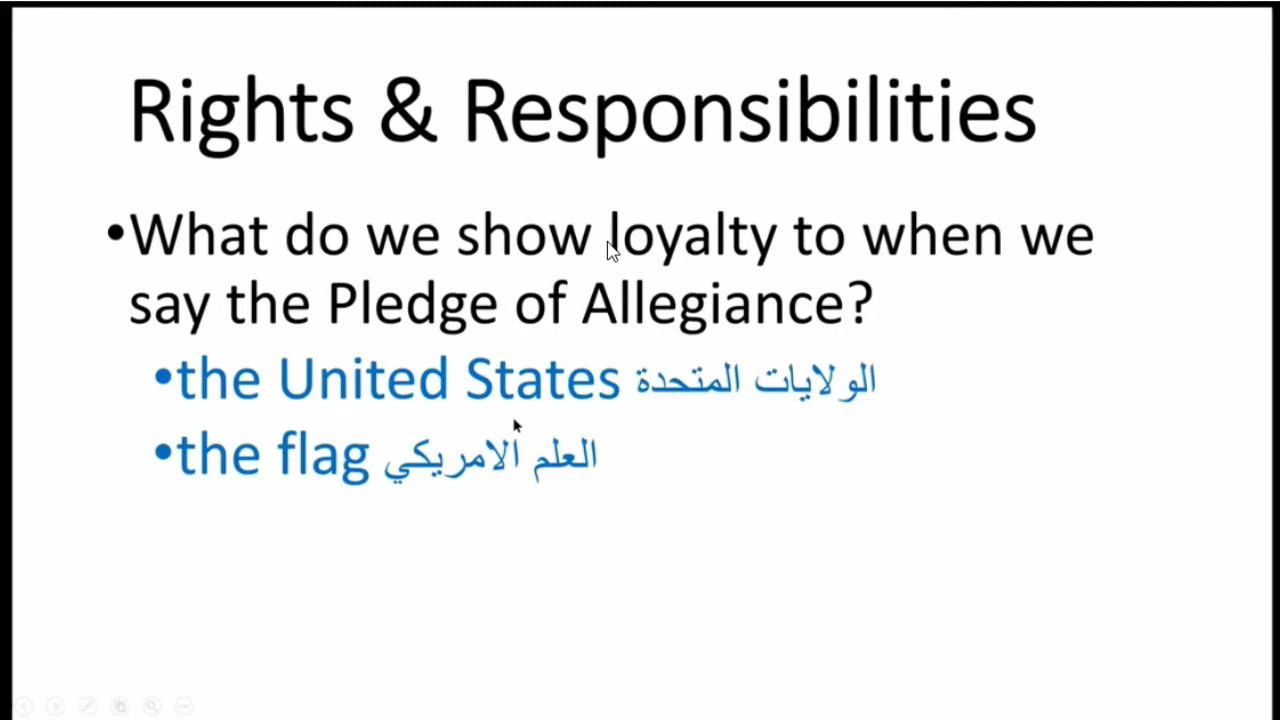 Rights & Responsibilities
•What do we show loyalty to when we
say the Pledge of Allegiance?
•the United States الولايات المتحدة
•the flag العلم الامريكي